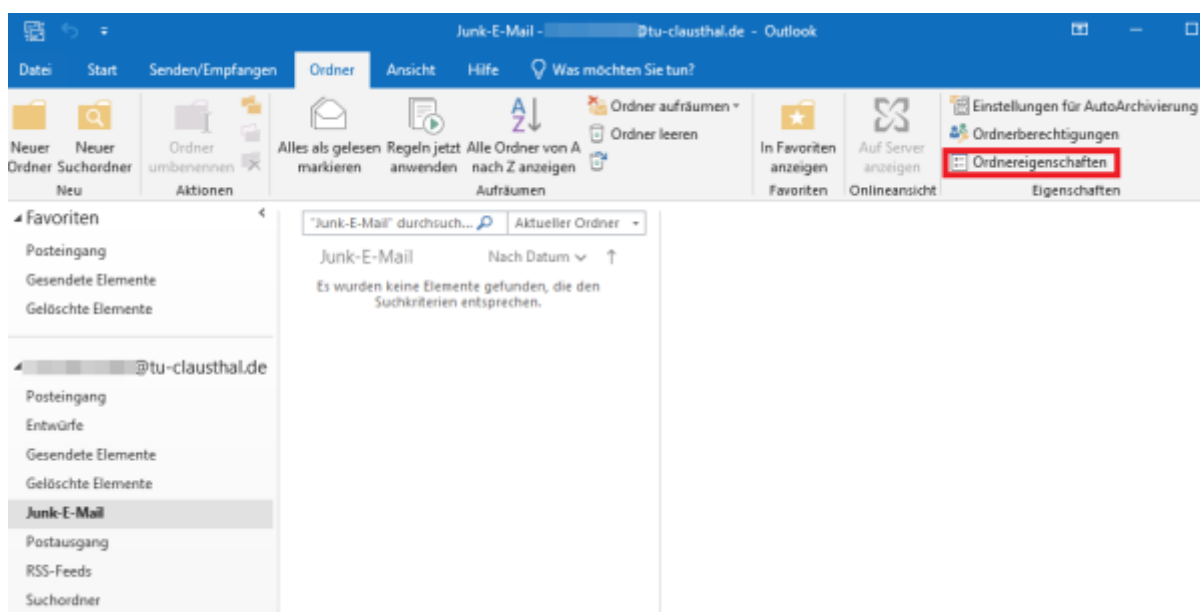 Junk-E-Mail - @tu-clausthal.de - Outlook
Datei Start Senden/Empfangen Ordner Ansicht Hilfe Was möchten Sie tun?
Neuer Ordner
Neuer Suchordner
Neu
Ordner umbenennen
Aktionen
Alles als gelesen markieren
Regeln jetzt anwenden
Alle Ordner von A nach Z anzeigen
Ordner aufräumen
Ordner leeren
Aufräumen
In Favoriten anzeigen
Favoriten
Auf Server anzeigen
Onlineansicht
Einstellungen für AutoArchivierung
Ordnerberechtigungen
Ordnereigenschaften
Eigenschaften
Favoriten
Posteingang
Gesendete Elemente
Gelöschte Elemente
@tu-clausthal.de
Posteingang
Entwürfe
Gesendete Elemente
Gelöschte Elemente
Junk-E-Mail
Postausgang
RSS-Feeds
Suchordner
"Junk-E-Mail" durchsuch... Aktueller Ordner
Junk-E-Mail Nach Datum
Es wurden keine Elemente gefunden, die den
Suchkriterien entsprechen.